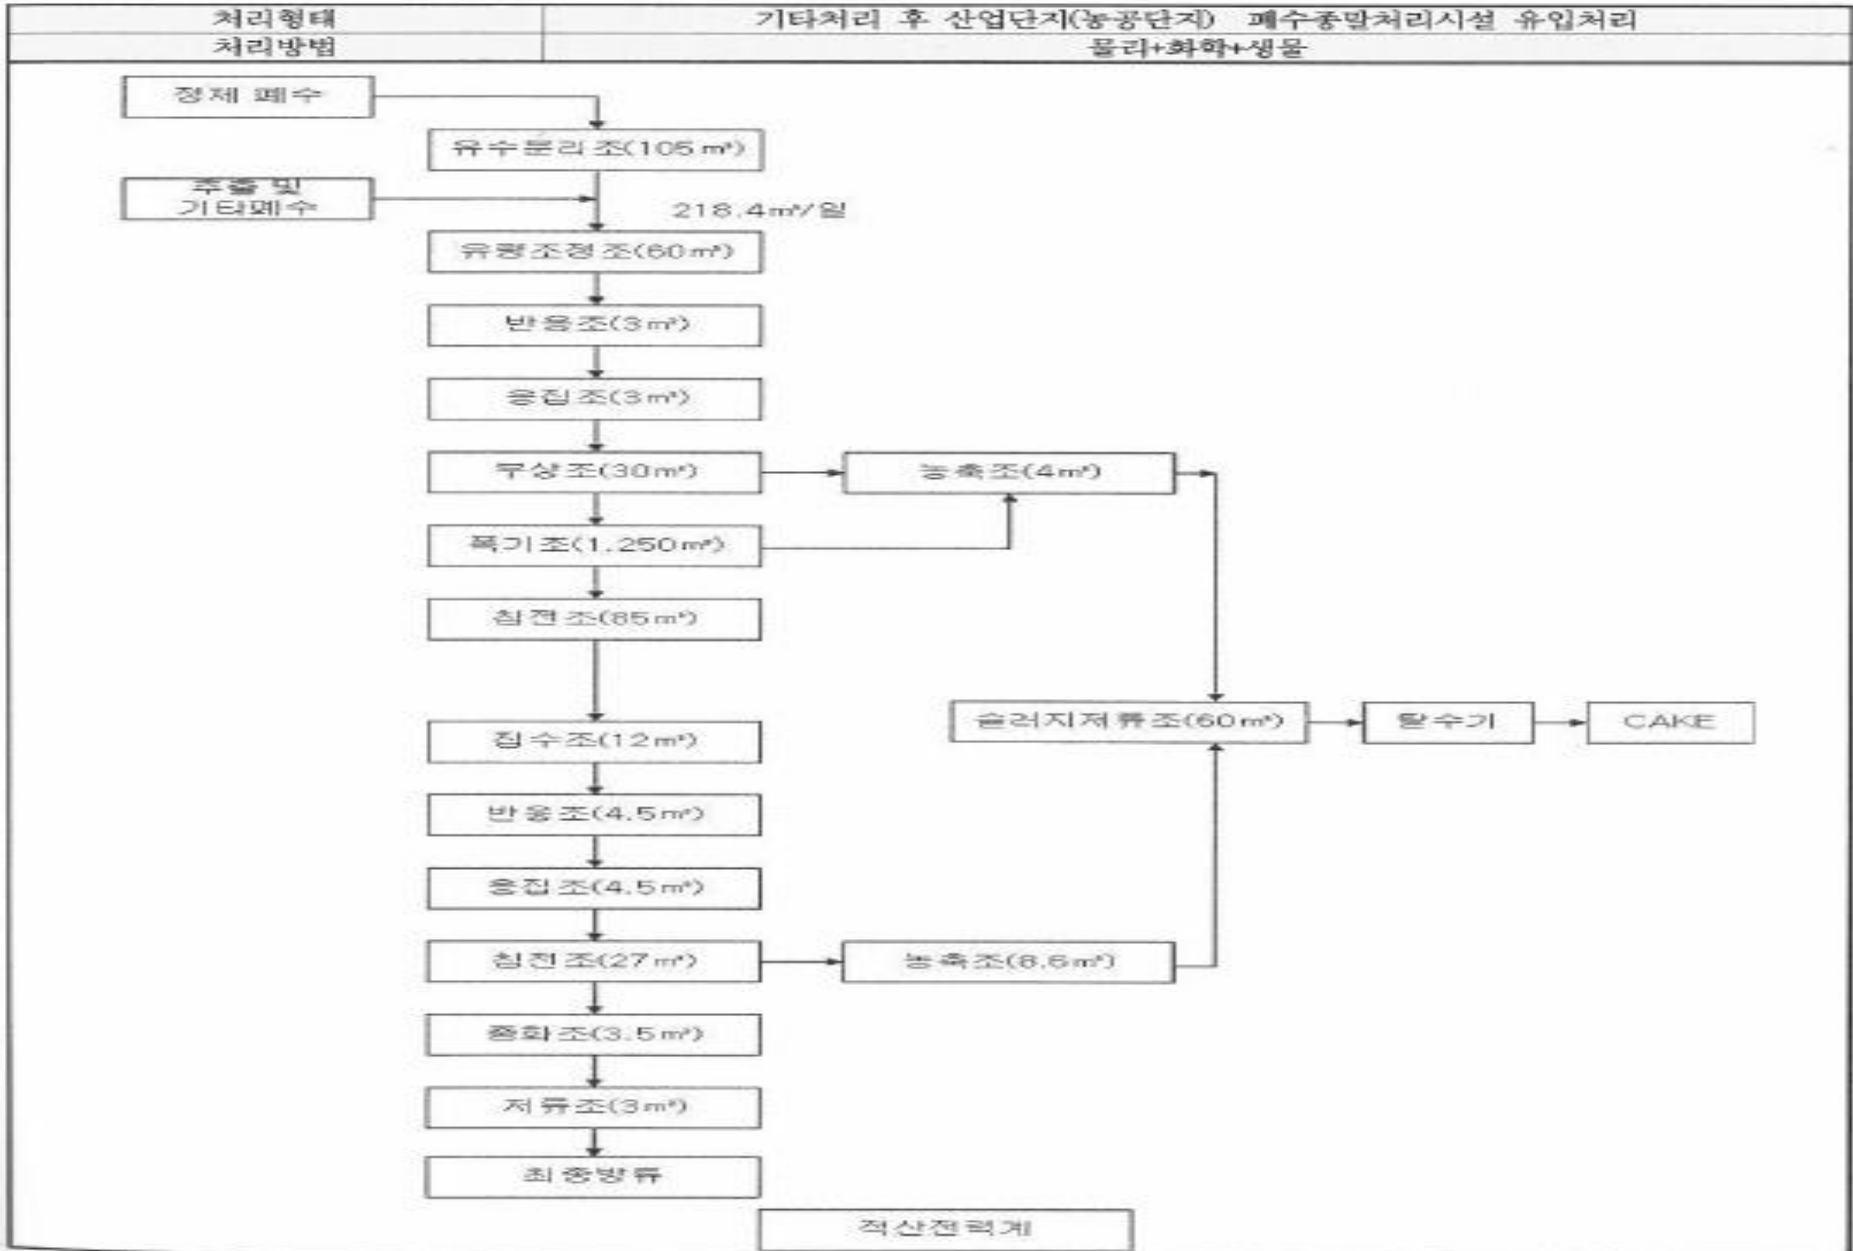 처리형태 기타처리 후 산업단지(농공단지) 폐수종말처리시설 유입처리
처리방법 물리+화학+생물
정제 폐수
유수분리조(105㎥)
추출 및
기타폐수
218.4㎥/일
유량조정조(60㎥)
반응조(3㎥)
응집조(3㎥)
부상조(30㎥) 농축조(4㎥)
폭기조(1.250㎥)
침전조(85㎥)
집수조(12㎥) 슬러지저류조(60㎥) 탈수기 CAKE
반응조(4.5㎥)
응집조(4.5㎥)
침전조(27㎥) 농축조(8.6㎥)
중화조(3.5㎥)
저류조(3㎥)
최종방류
적산전력계